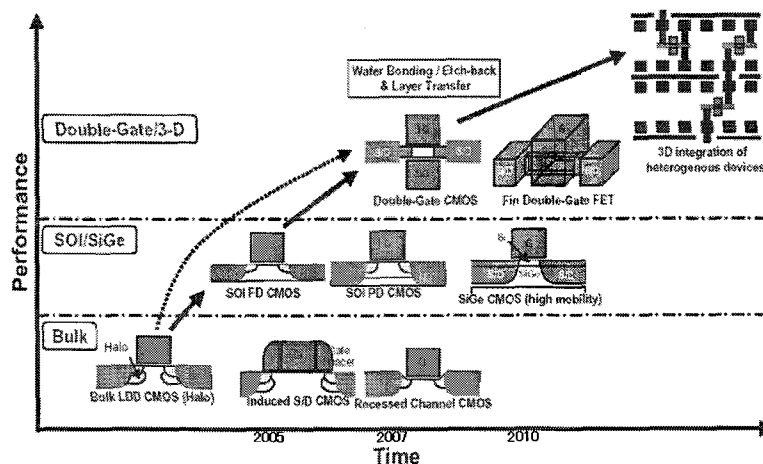 Performance
Wafer Bonding / Etch-back
& Layer Transfer
Double-Gate/3-D
Double-Gate CMOS
Fin Double-Gate FET
3D integration of
heterogenous devices
SOI/SiGe
SOI FD CMOS
SOI PD CMOS
SiGe CMOS (high mobility)
Bulk
Halo
Bulk LDD CMOS (Halo)
Induced S/D CMOS
Recessed Channel CMOS
2005
2007
2010
Time